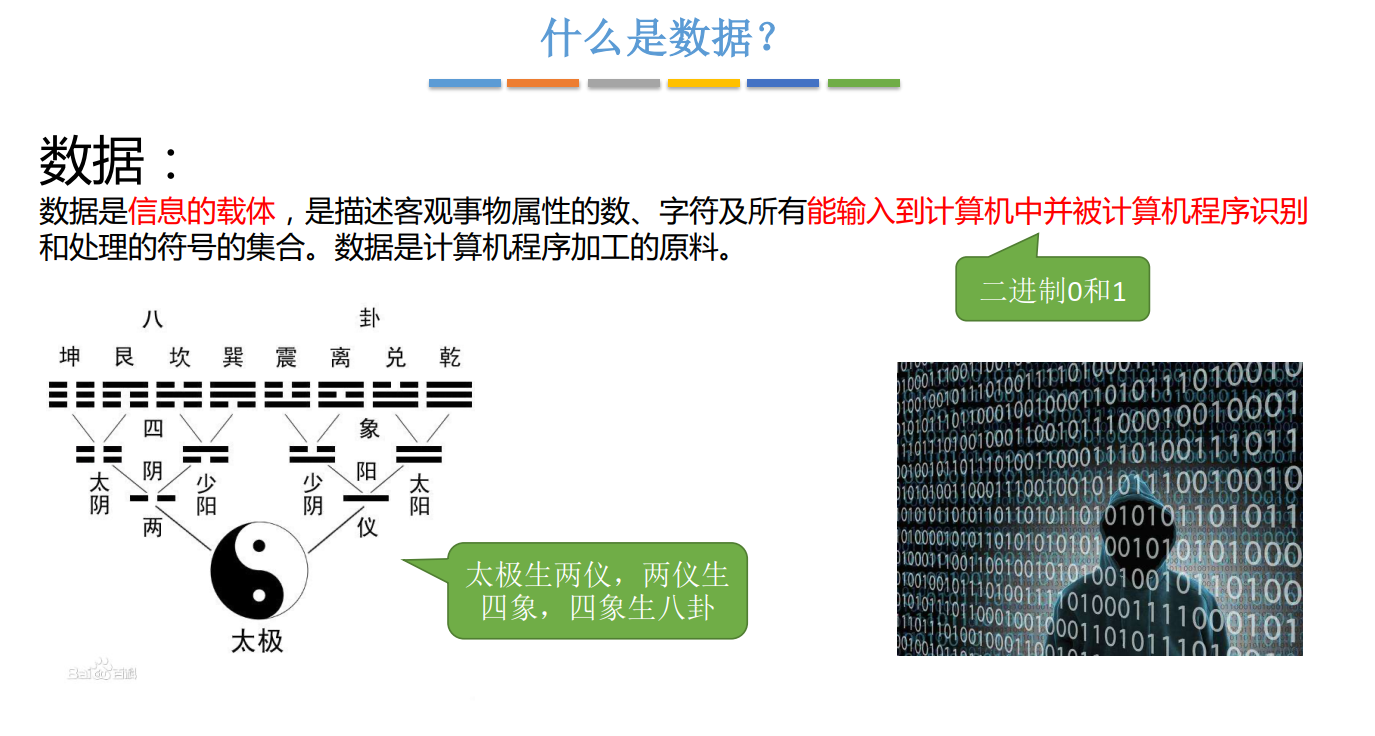 什么是数据？
数据：
数据是信息的载体，是描述客观事物属性的数、字符及所有能输入到计算机中并被计算机程序识别
和处理的符号的集合。数据是计算机程序加工的原料。
二进制0和1
八 卦
坤 艮 坎 巽 震 离 兑 乾
四 象
太阴 阴 少阳 少阴 阳 太阳
两 仪
太极
太极生两仪，两仪生
四象，四象生八卦
Bai百科